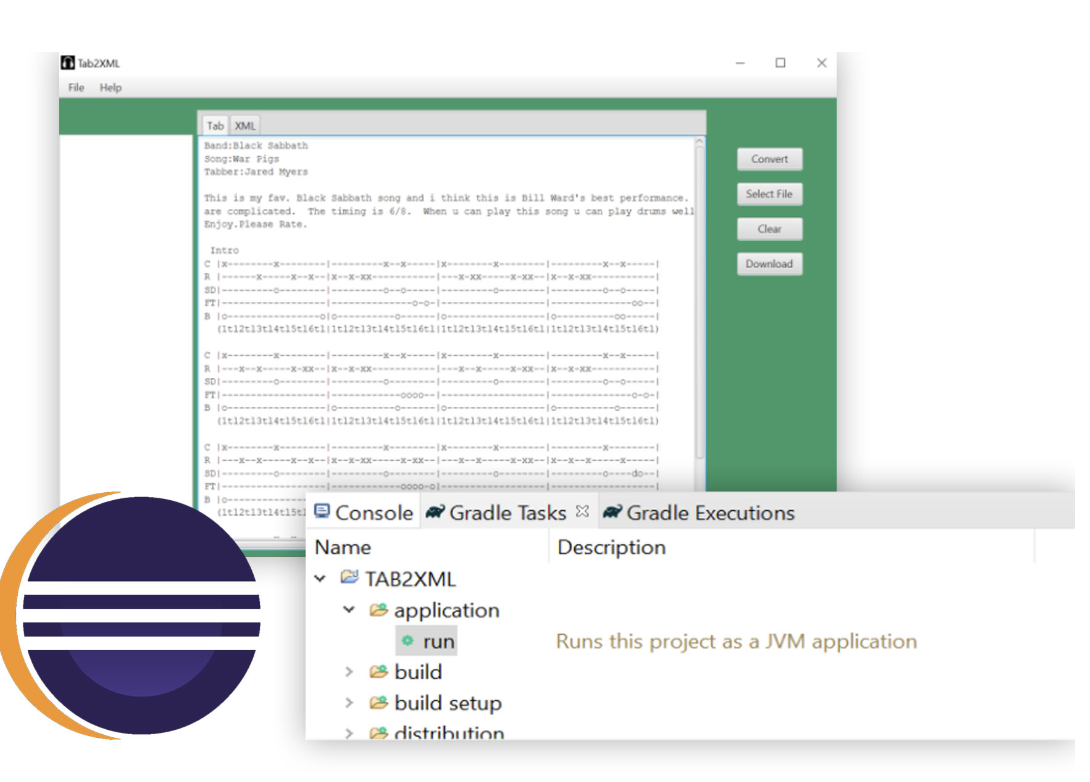 Tab2XML
File Help
Tab XML
Band:Black Sabbath
Song:War Pigs
Tabber:Jared Myers
This is my fav. Black Sabbath song and i think this is Bill Ward's best performance.
are complicated.  The timing is 6/8.  When u can play this song u can play drums well
Enjoy.Please Rate.
Intro
C |x--------x--------|---------x--x-----|x--------x--------|---------x--x-----|
R |------x-----x--x--|x--x-xx-----------|---x-xx-----x-xx--|x--x-xx-----------|
SD|---------o--------|---------o--o-----|---------o--------|---------o--o-----|
FT|------------------|--------------o-o-|------------------|--------------oo--|
B |o----------------o|o-----------o-----|o-----------------|o----------oo-----|
(1t12t13t14t15t16t1|1t12t13t14t15t16t1|1t12t13t14t15t16t1|1t12t13t14t15t16t1)
C |x--------x--------|---------x--x-----|x--------x--------|---------x--x-----|
R |---x--x-----x-xx--|x--x-xx-----------|---x--x-----x-xx--|x--x-xx-----------|
SD|---------o--------|---------o--------|---------o--------|---------o--o-----|
FT|------------------|------------oooo--|------------------|--------------o-o-|
B |o-----------------|o----------o------|o-----------------|o----------o------|
(1t12t13t14t15t16t1|1t12t13t14t15t16t1|1t12t13t14t15t16t1|1t12t13t14t15t16t1)
C |x--------x--------|---------x--------|x--------x--------|---------x--------|
R |---x--x-----x--x--|x--x-xx-----x-xx--|x--x--x-----x-xx--|x--x--x-----x-----|
SD|---------o--------|---------o--------|---------o--------|---------o----do--|
FT|------------------|------------oooo-o|------------------|------------------|
B |o--------------
(1t12t13t14t15t1
Convert
Select File
Clear
Download
Console Gradle Tasks Gradle Executions
Name Description
TAB2XML
application
run Runs this project as a JVM application
build
build setup
distribution